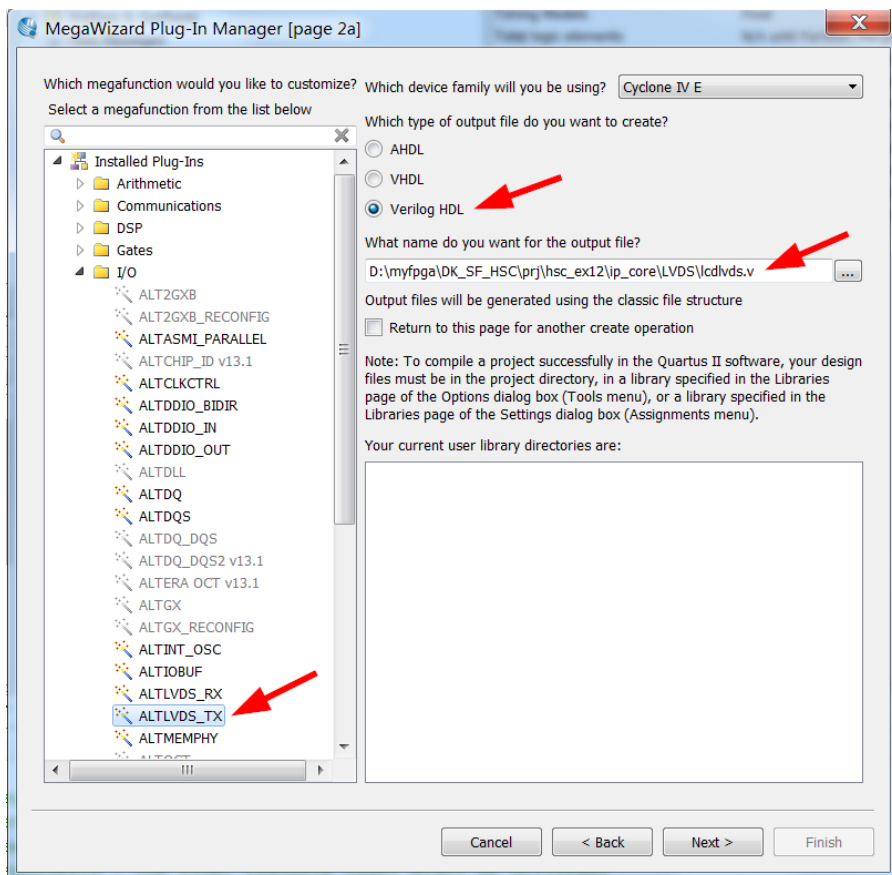 MegaWizard Plug-In Manager [page 2a]
Which megafunction would you like to customize?
Select a megafunction from the list below
Installed Plug-Ins
Arithmetic
Communications
DSP
Gates
I/O
ALT2GXB
ALT2GXB_RECONFIG
ALTASMI_PARALLEL
ALTCHIP_ID v13.1
ALTCLKCTRL
ALTDDIO_BIDIR
ALTDDIO_IN
ALTDDIO_OUT
ALTDLL
ALTDQ
ALTDQS
ALTDQ_DQS
ALTDQ_DQS2 v13.1
ALTERA OCT v13.1
ALTGX
ALTGX_RECONFIG
ALTINT_OSC
ALTIOBUF
ALTLVDS_RX
ALTLVDS_TX
ALTMEMPHY
Which device family will you be using? Cyclone IV E
Which type of output file do you want to create?
AHDL
VHDL
Verilog HDL
What name do you want for the output file?
D:\myfpga\DK_SF_HSC\prj\hsc_ex12\ip_core\LVDS\lcdlvds.v ...
Output files will be generated using the classic file structure
Return to this page for another create operation
Note: To compile a project successfully in the Quartus II software, your design
files must be in the project directory, in a library specified in the Libraries
page of the Options dialog box (Tools menu), or a library specified in the
Libraries page of the Settings dialog box (Assignments menu).
Your current user library directories are:
Cancel < Back Next > Finish